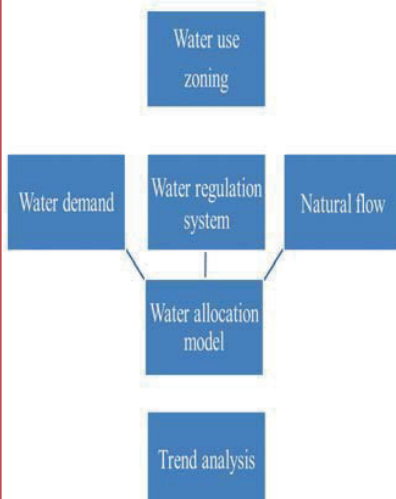 Water use
zoning
Water demand
Water regulation
system
Natural flow
Water allocation
model
Trend analysis